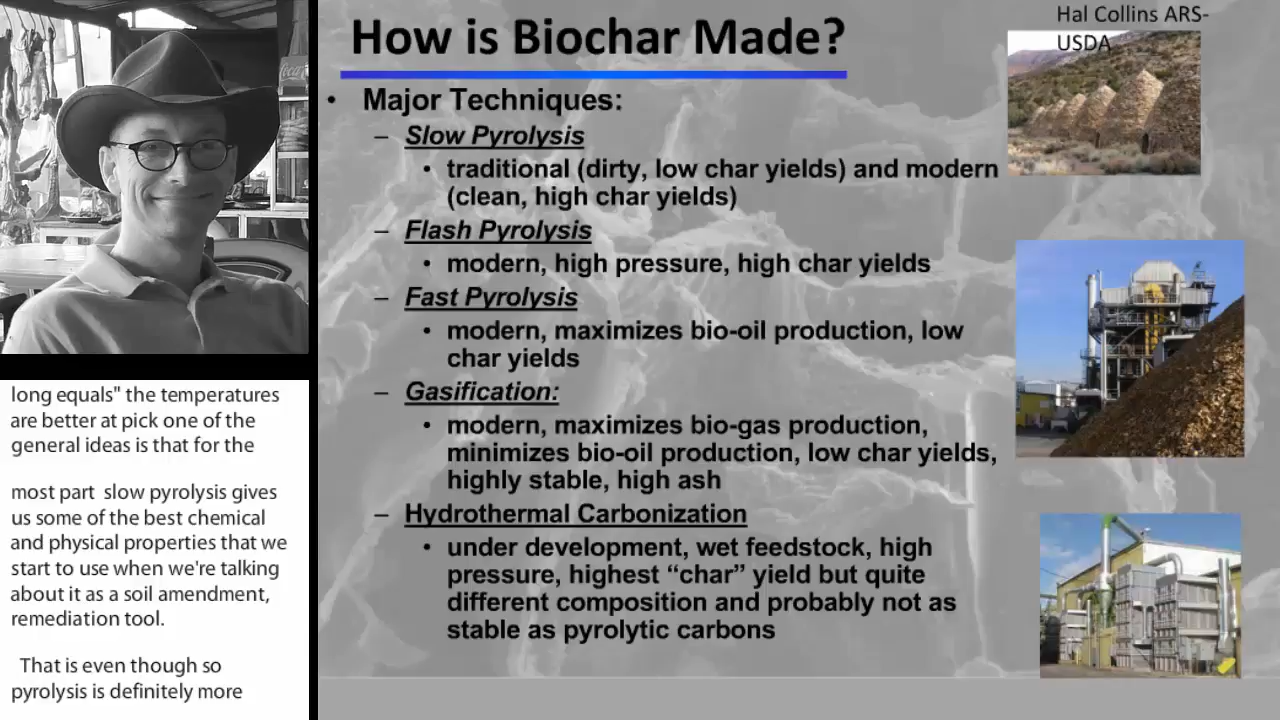 How is Biochar Made?
Hal Collins ARS-
USDA
• Major Techniques:
– Slow Pyrolysis
• traditional (dirty, low char yields) and modern
(clean, high char yields)
– Flash Pyrolysis
• modern, high pressure, high char yields
– Fast Pyrolysis
• modern, maximizes bio-oil production, low
char yields
– Gasification:
• modern, maximizes bio-gas production,
minimizes bio-oil production, low char yields,
highly stable, high ash
– Hydrothermal Carbonization
• under development, wet feedstock, high
pressure, highest “char” yield but quite
different composition and probably not as
stable as pyrolytic carbons
long equals" the temperatures
are better at pick one of the
general ideas is that for the
most part slow pyrolysis gives
us some of the best chemical
and physical properties that we
start to use when we're talking
about it as a soil amendment,
remediation tool.
That is even though so
pyrolysis is definitely more